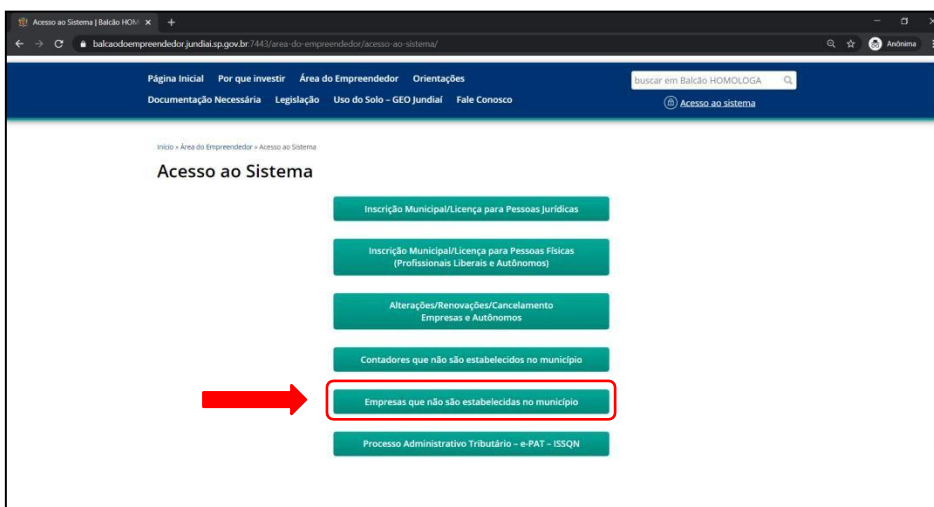 Acesso ao Sistema | Balcão HOM
balcaodoempreendedor.jundiai.sp.gov.br:7443/area-do-empreendedor/acesso-ao-sistema/
Anônima
Página Inicial Por que investir Área do Empreendedor Orientações
buscar em Balcão HOMOLOGA
Documentação Necessária Legislação Uso do Solo – GEO Jundiaí Fale Conosco
Acesso ao sistema
Início » Área do Empreendedor » Acesso ao Sistema
Acesso ao Sistema
Inscrição Municipal/Licença para Pessoas Jurídicas
Inscrição Municipal/Licença para Pessoas Físicas
(Profissionais Liberais e Autônomos)
Alterações/Renovações/Cancelamento
Empresas e Autônomos
Contadores que não são estabelecidos no município
Empresas que não são estabelecidas no município
Processo Administrativo Tributário – e-PAT – ISSQN